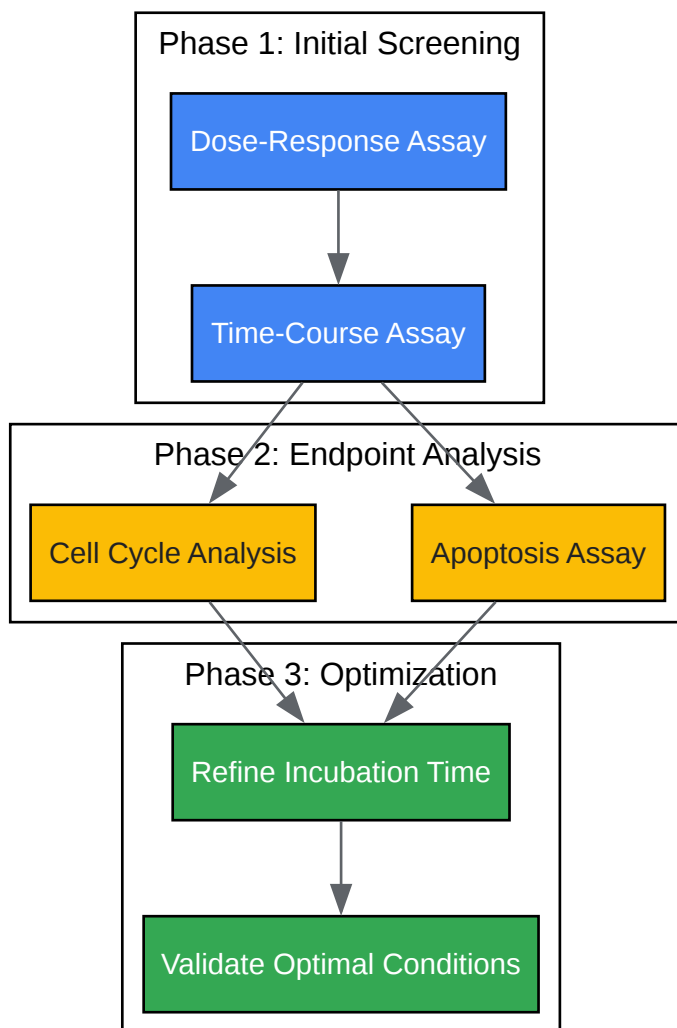 Phase 1: Initial Screening
Dose-Response Assay
Time-Course Assay
Phase 2: Endpoint Analysis
Cell Cycle Analysis
Apoptosis Assay
Phase 3: Optimization
Refine Incubation Time
Validate Optimal Conditions